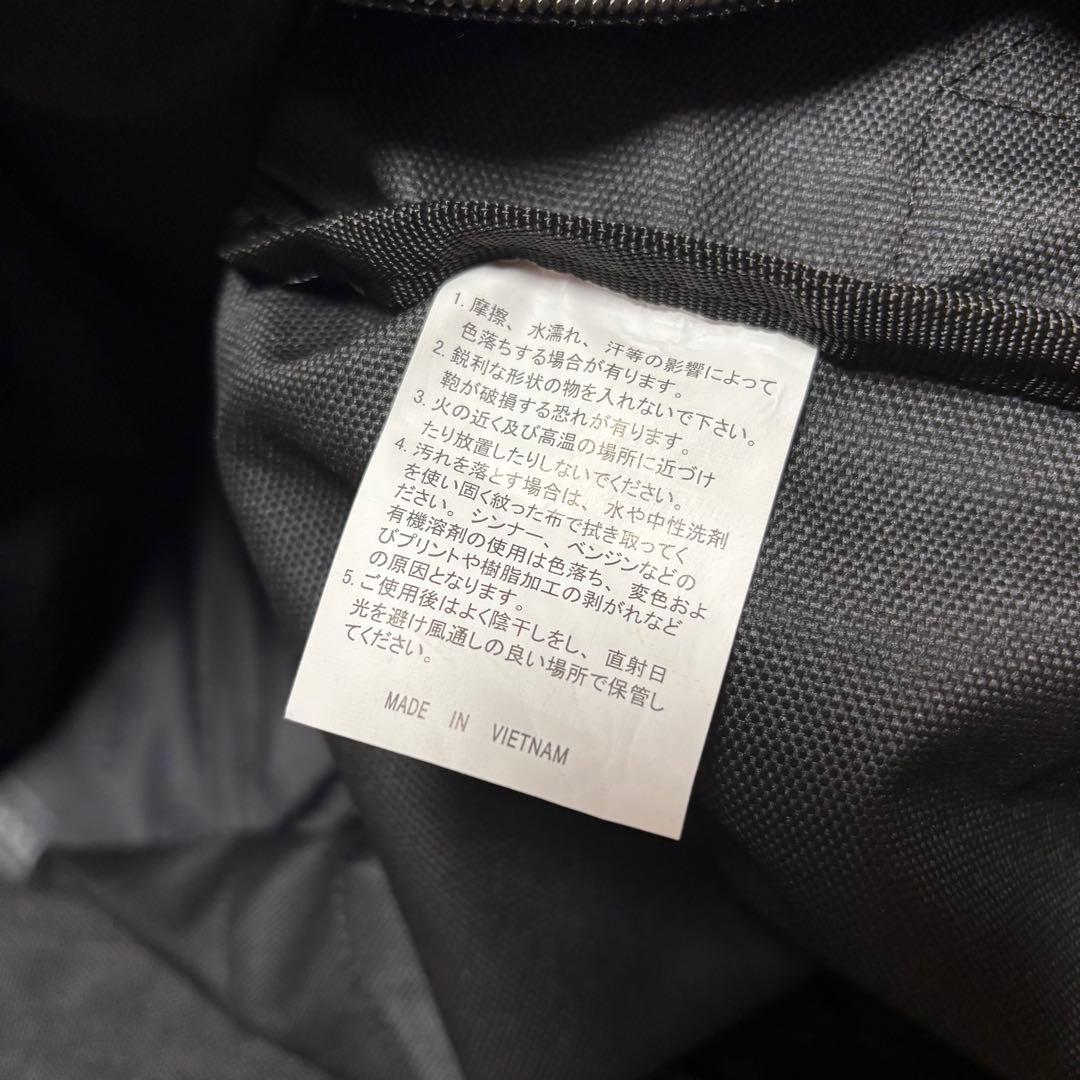 1. 摩擦、水濡れ、汗等の影響によって
色落ちする場合が有ります。
2. 鋭利な形状の物を入れないで下さい。
鞄が破損する恐れが有ります。
3. 火の近く及び高温の場所に近づけ
たり放置したりしないでください。
4. 汚れを落とす場合は、水や中性洗剤
を使い固く絞った布で拭き取ってく
ださい。シンナー、ベンジンなどの
有機溶剤の使用は色落ち、変色およ
びプリントや樹脂加工の剥がれなど
の原因となります。
5. ご使用後はよく陰干しをし、直射日
光を避け風通しの良い場所で保管し
てください。
MADE IN VIETNAM